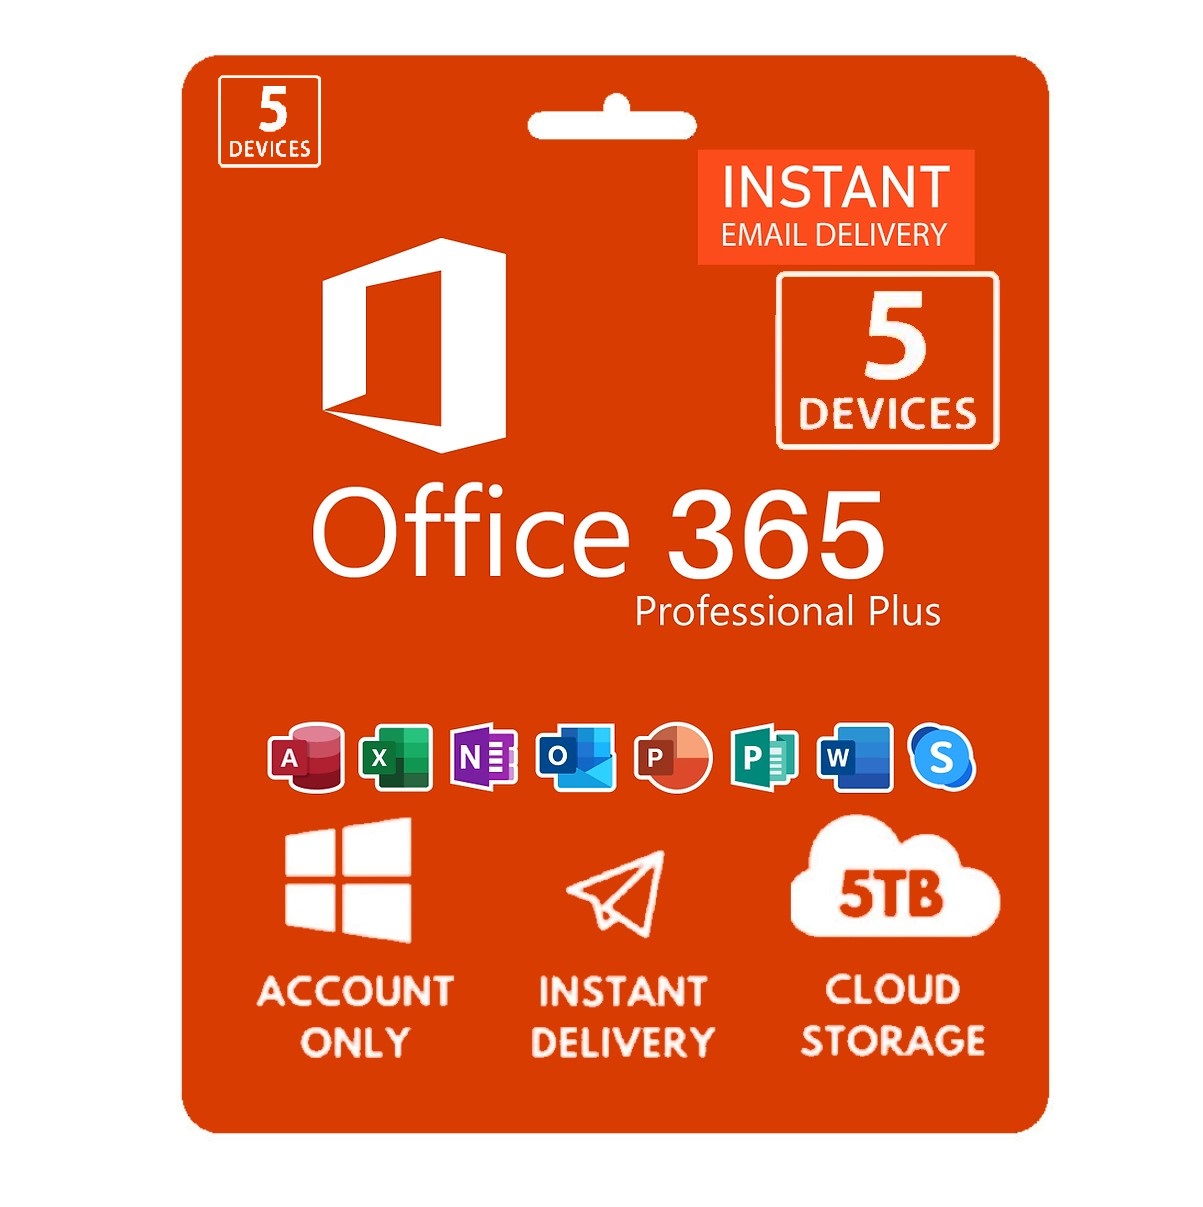 5
DEVICES
INSTANT
EMAIL DELIVERY
5
DEVICES
Office 365
Professional Plus
A X N O P P W S
5TB
ACCOUNT
ONLY
INSTANT
DELIVERY
CLOUD
STORAGE